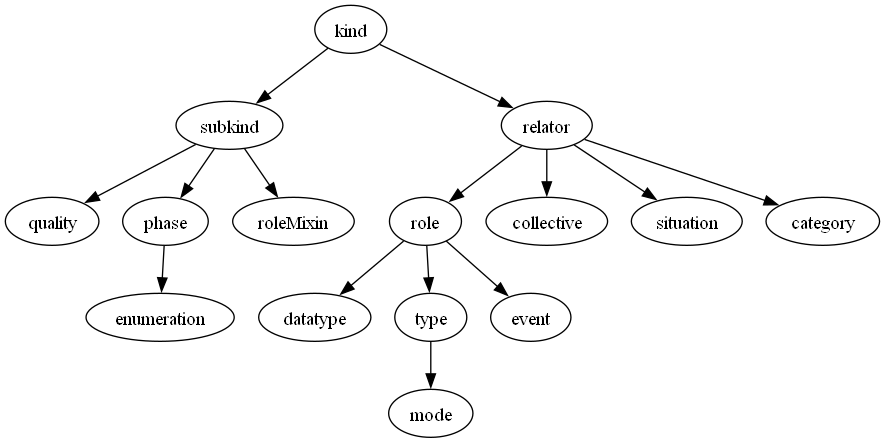 kind
subkind
relator
quality
phase
roleMixin
role
collective
situation
category
enumeration
datatype
type
event
mode